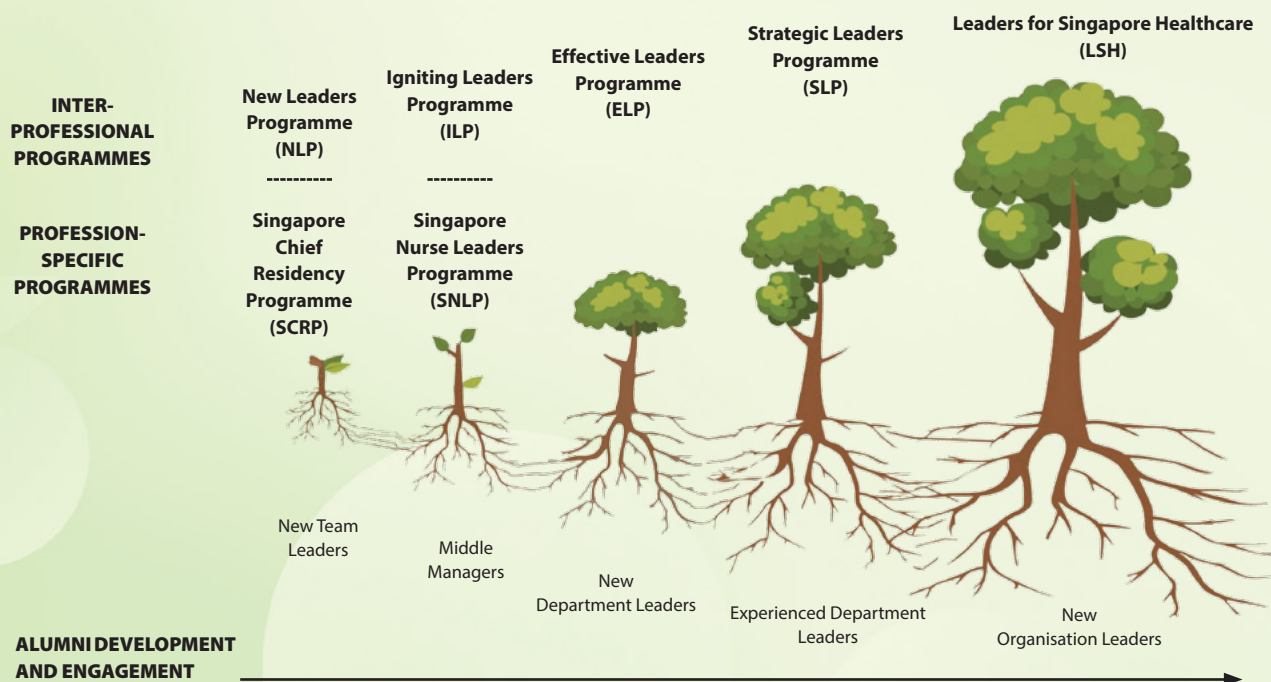 INTER-
PROFESSIONAL
PROGRAMMES
New Leaders
Programme
(NLP)
----------
Igniting Leaders
Programme
(ILP)
----------
Effective Leaders
Programme
(ELP)
Strategic Leaders
Programme
(SLP)
Leaders for Singapore Healthcare
(LSH)
PROFESSION-
SPECIFIC
PROGRAMMES
Singapore
Chief
Residency
Programme
(SCRP)
Singapore
Nurse Leaders
Programme
(SNLP)
New Team
Leaders
Middle
Managers
New
Department Leaders
Experienced Department
Leaders
New
Organisation Leaders
ALUMNI DEVELOPMENT
AND ENGAGEMENT